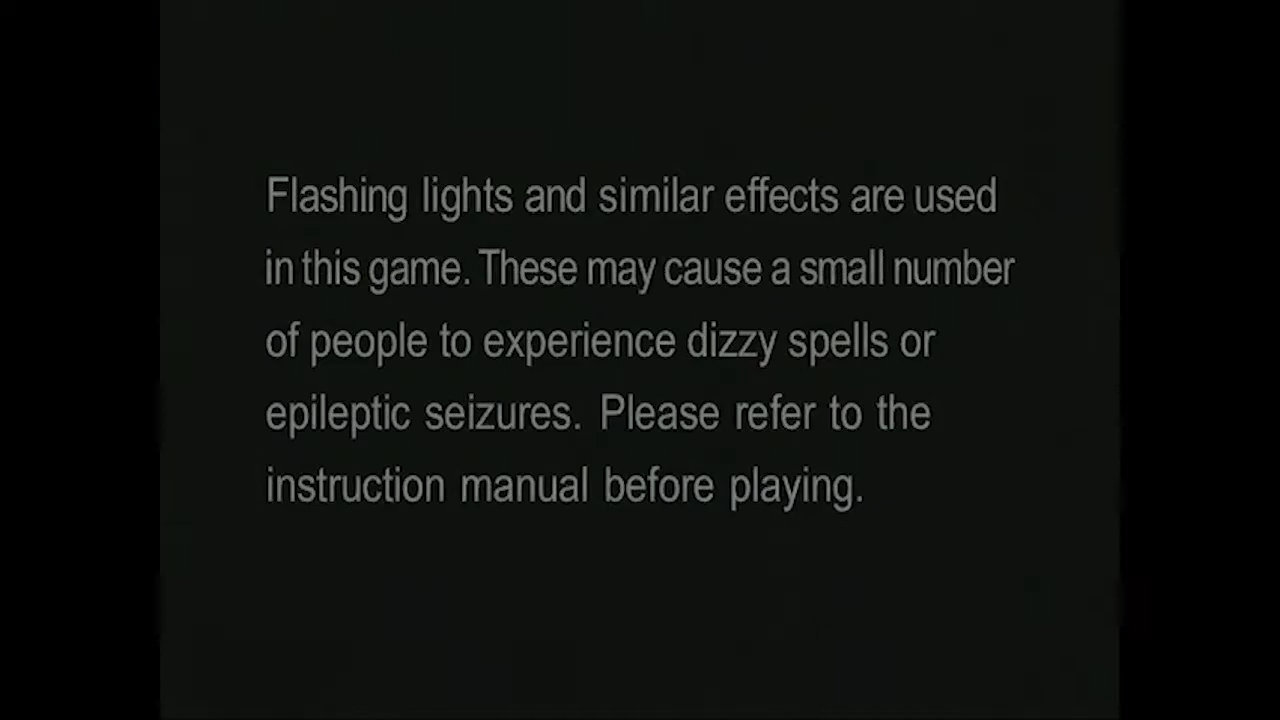 Flashing lights and similar effects are used
in this game. These may cause a small number
of people to experience dizzy spells or
epileptic seizures. Please refer to the
instruction manual before playing.